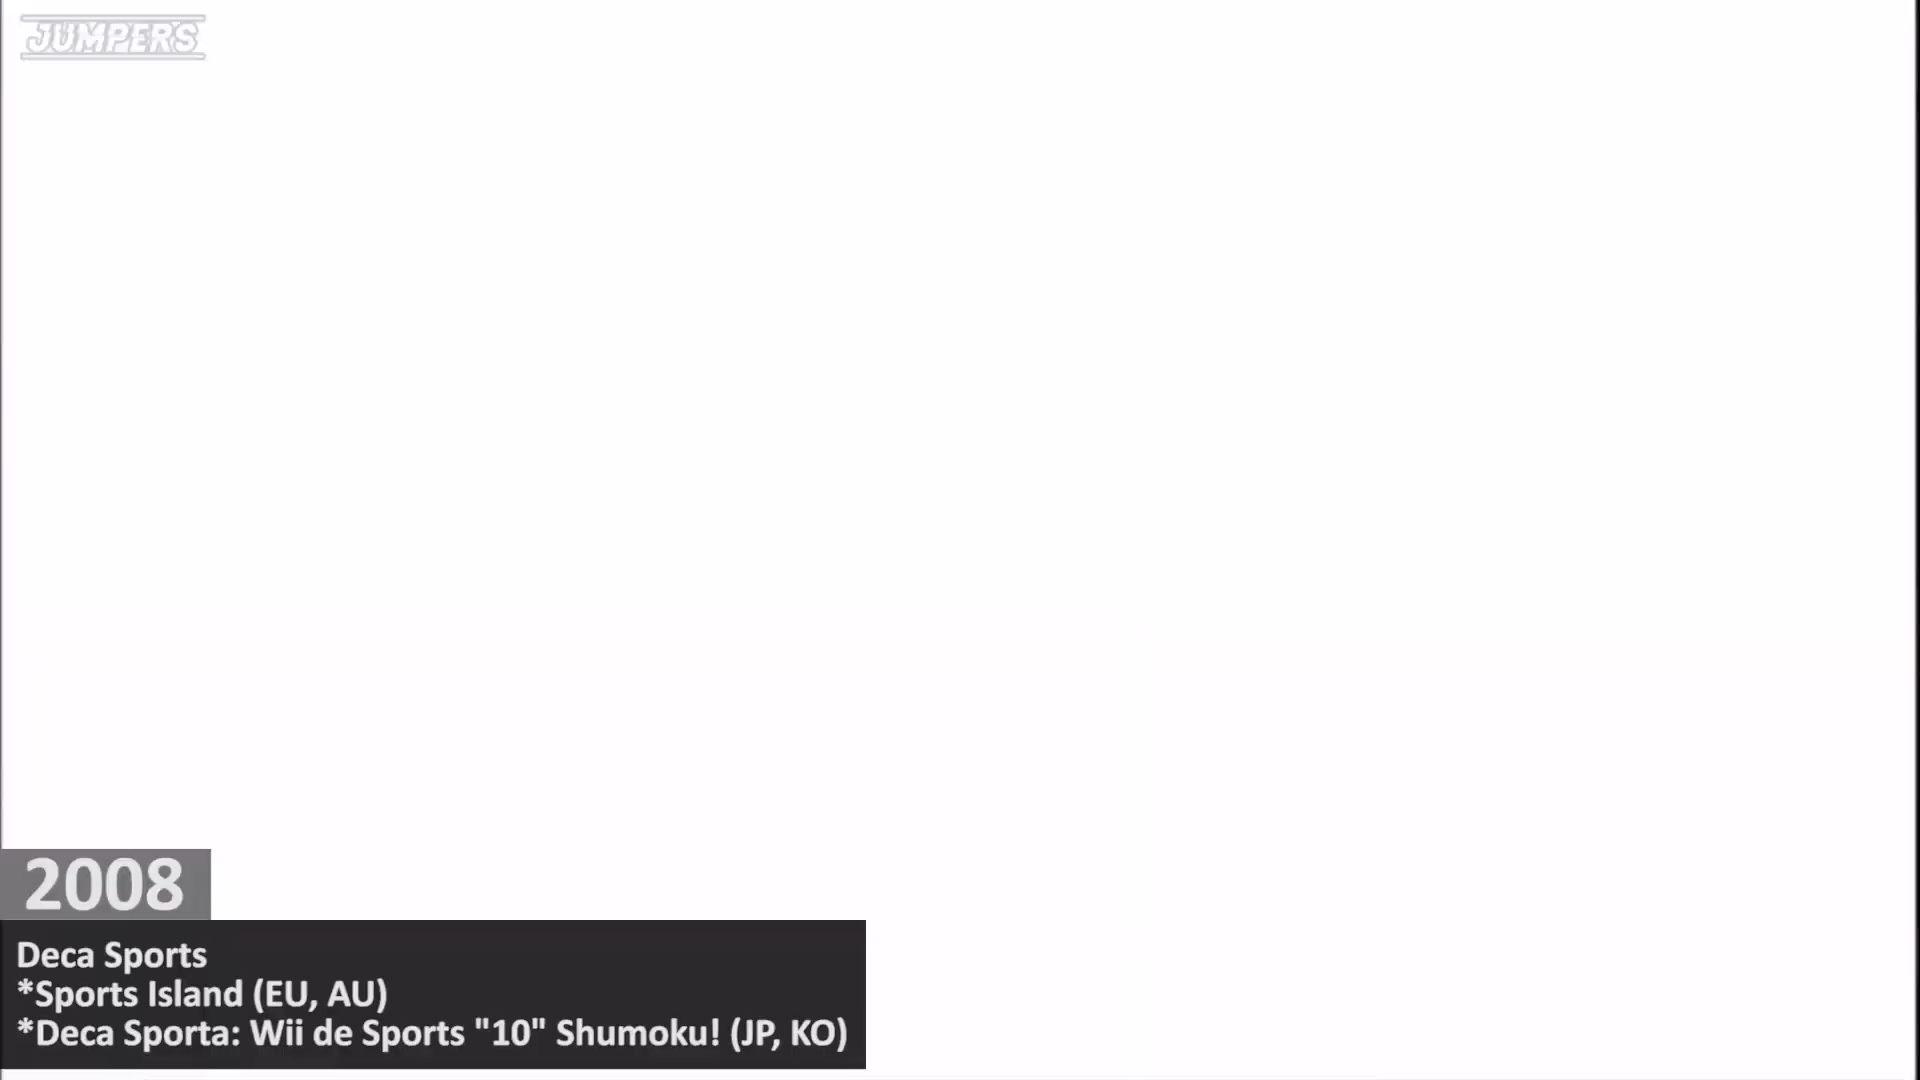 JUMPERS
2008
Deca Sports
*Sports Island (EU, AU)
*Deca Sporta: Wii de Sports "10" Shumoku! (JP, KO)